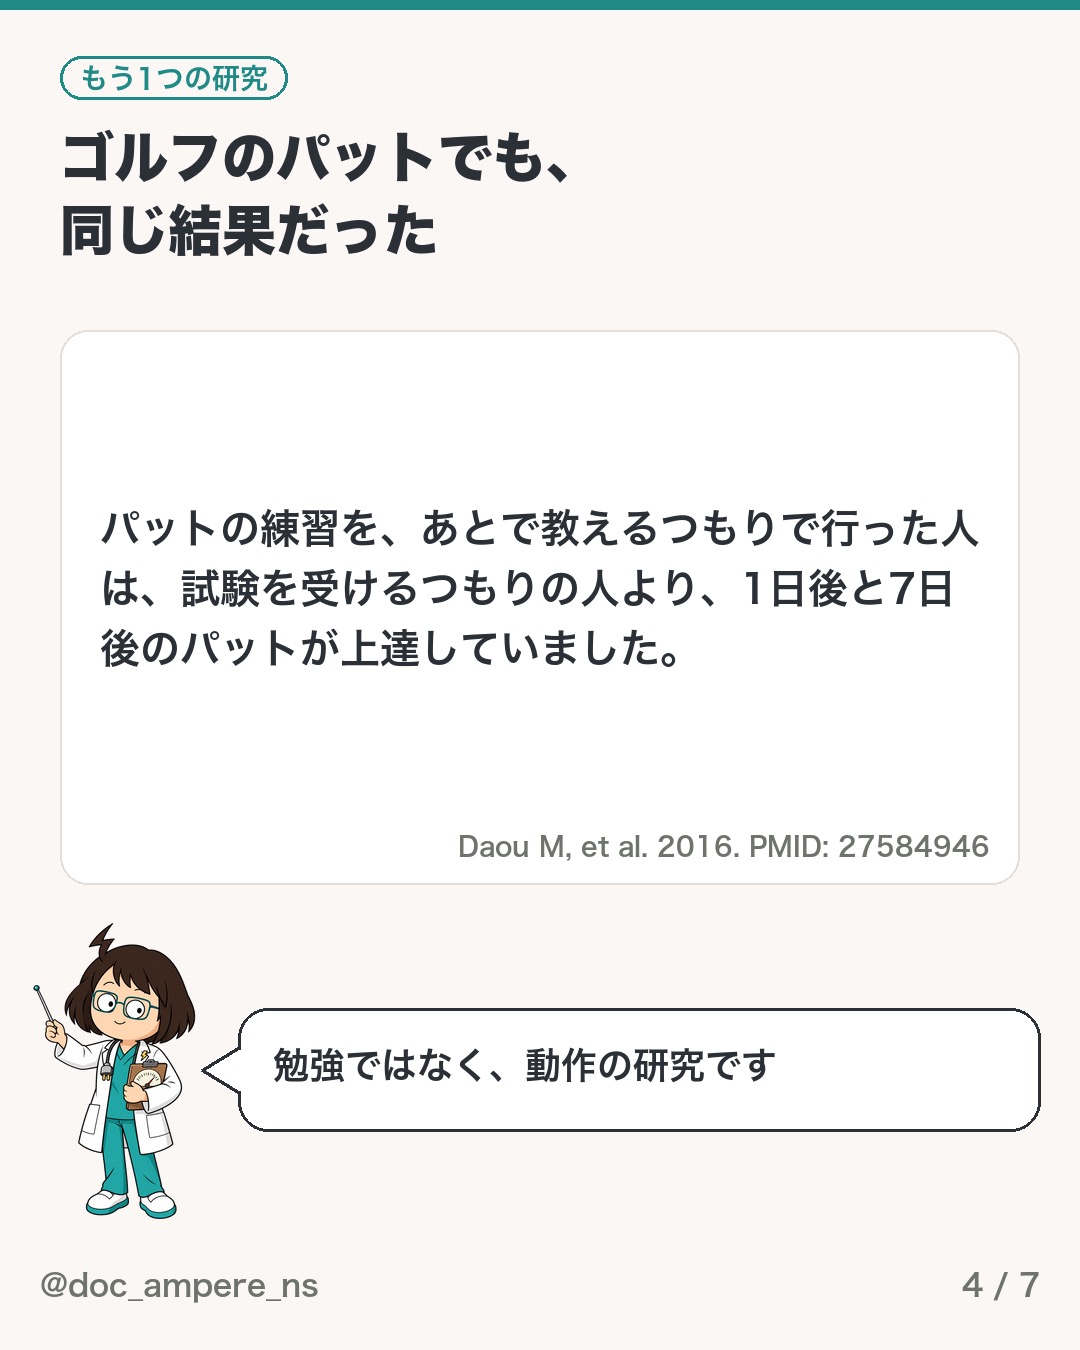 もう1つの研究
ゴルフのパットでも、
同じ結果だった
パットの練習を、あとで教えるつもりで行った人
は、試験を受けるつもりの人より、1日後と7日
後のパットが上達していました。
Daou M, et al. 2016. PMID: 27584946
勉強ではなく、動作の研究です
@doc_ampere_ns
4 / 7